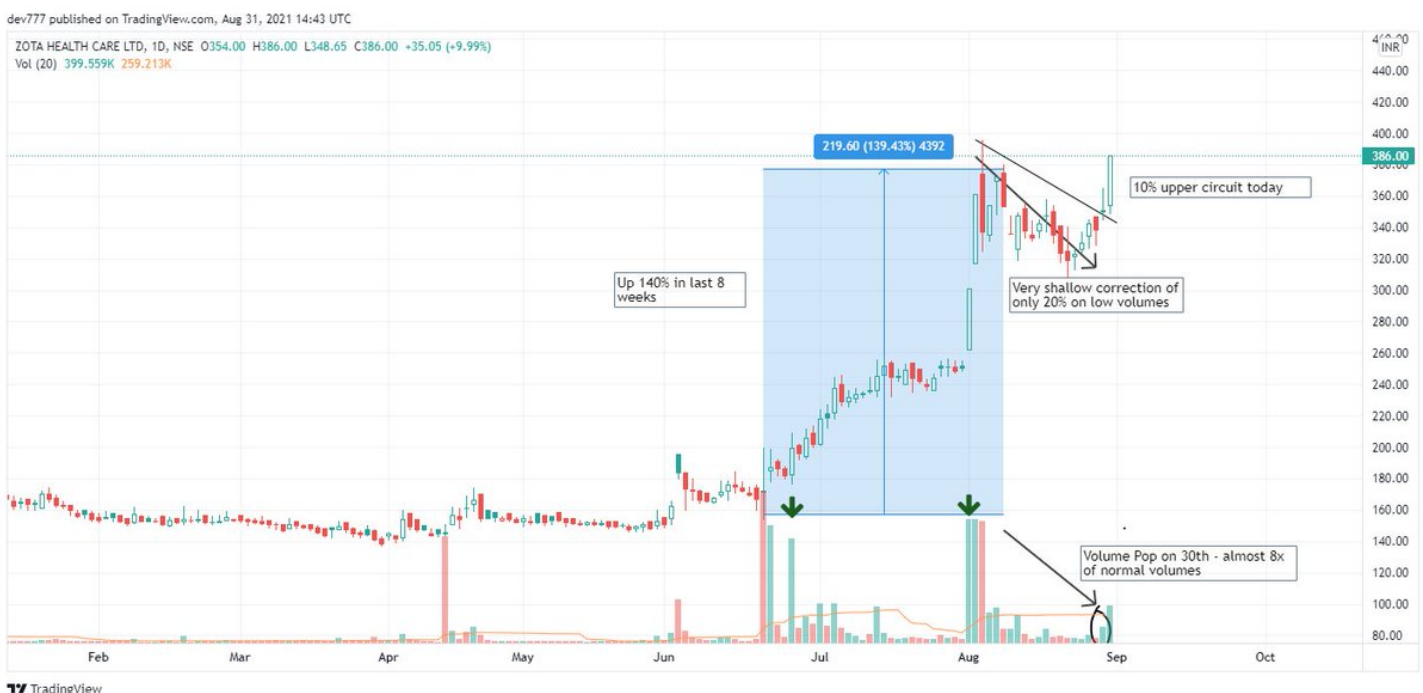 dev777 published on TradingView.com, Aug 31, 2021 14:43 UTC
ZOTA HEALTH CARE LTD, 1D, NSE O354.00 H386.00 L348.65 C386.00 +35.05 (+9.99%)
Vol (20) 399.559K 259.213K
INR
440.00
420.00
400.00
386.00
380.00
360.00
340.00
320.00
300.00
280.00
260.00
240.00
220.00
200.00
180.00
160.00
140.00
120.00
100.00
80.00
219.60 (139.43%) 4392
10% upper circuit today
Up 140% in last 8
weeks
Very shallow correction of
only 20% on low volumes
Volume Pop on 30th - almost 8x
of normal volumes
Feb Mar Apr May Jun Jul Aug Sep Oct
TradingView